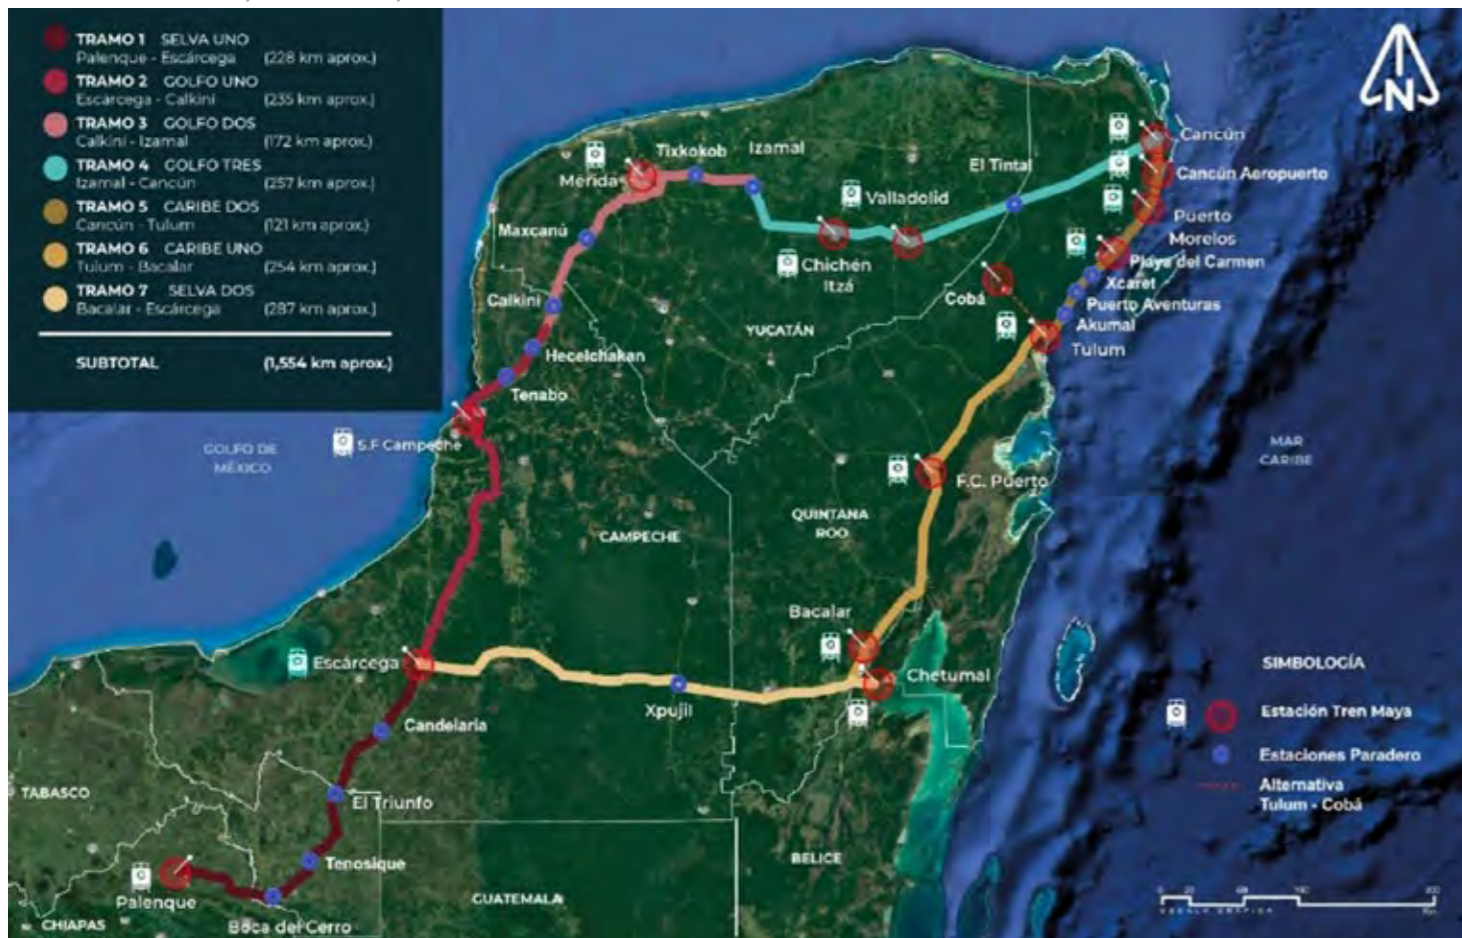 TRAMO 1 SELVA UNO
Palenque - Escárcega (228 km aprox.)
TRAMO 2 GOLFO UNO
Escárcega - Calkiní (235 km aprox.)
TRAMO 3 GOLFO DOS
Calkiní - Izamal (172 km aprox.)
TRAMO 4 GOLFO TRES
Izamal - Cancún (257 km aprox.)
TRAMO 5 CARIBE DOS
Cancún - Tulum (121 km aprox.)
TRAMO 6 CARIBE UNO
Tulum - Bacalar (254 km aprox.)
TRAMO 7 SELVA DOS
Bacalar - Escárcega (287 km aprox.)
SUBTOTAL (1,554 km aprox.)
N
Cancún
Cancún Aeropuerto
Puerto
Morelos
Playa del Carmen
Xcaret
Puerto Aventuras
Akumal
Tulum
Cobá
El Tintal
Valladolid
Chichén
Itzá
Izamal
Tixkokob
Mérida
Maxcanú
Calkiní
Hecelchakan
Tenabo
S.F Campeche
YUCATÁN
GOLFO DE
MÉXICO
MAR
CARIBE
F.C. Puerto
QUINTANA
ROO
CAMPECHE
Bacalar
Chetumal
Escárcega
Xpujil
Candelaria
El Triunfo
Tenosique
Boca del Cerro
Palenque
TABASCO
CHIAPAS
GUATEMALA
BELICE
SIMBOLOGÍA
Estación Tren Maya
Estaciones Paradero
Alternativa
Tulum - Cobá
ESCALA GRÁFICA